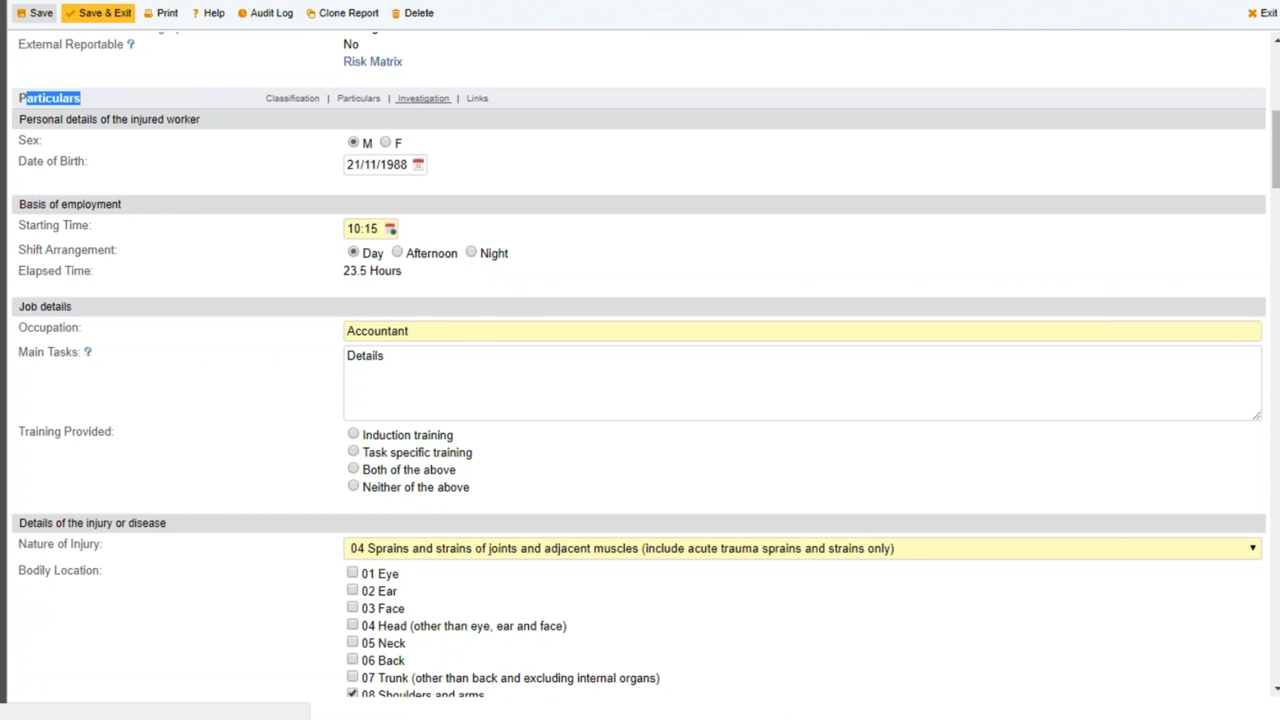 Save Save & Exit Print ? Help Audit Log Clone Report Delete Exit
External Reportable ? No
Risk Matrix
Particulars Classification | Particulars | Investigation | Links
Personal details of the injured worker
Sex: M F
Date of Birth: 21/11/1988
Basis of employment
Starting Time: 10:15
Shift Arrangement: Day Afternoon Night
Elapsed Time: 23.5 Hours
Job details
Occupation: Accountant
Main Tasks: ? Details
Training Provided: Induction training
Task specific training
Both of the above
Neither of the above
Details of the injury or disease
Nature of Injury: 04 Sprains and strains of joints and adjacent muscles (include acute trauma sprains and strains only)
Bodily Location: 01 Eye
02 Ear
03 Face
04 Head (other than eye, ear and face)
05 Neck
06 Back
07 Trunk (other than back and excluding internal organs)
08 Shoulders and arms